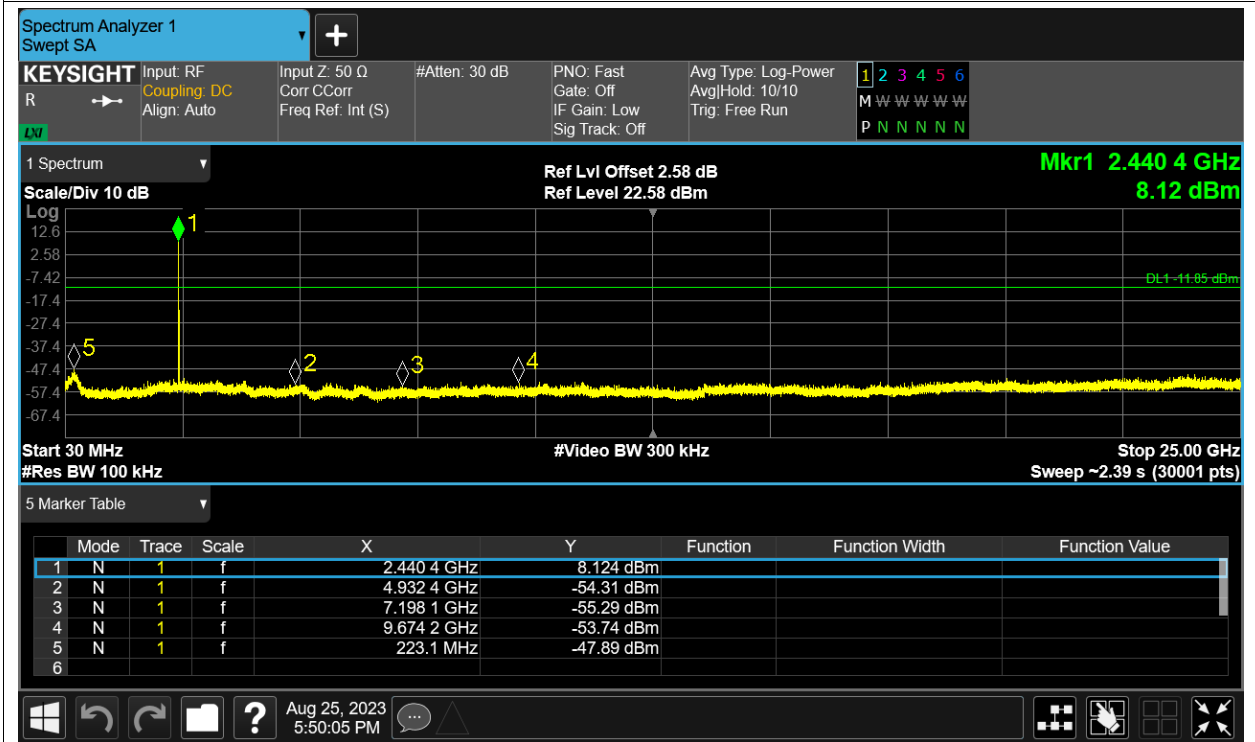 Spectrum Analyzer 1
Swept SA
KEYSIGHT
R
LXI
Input: RF
Coupling: DC
Align: Auto
Input Z: 50 Ω
Corr CCorr
Freq Ref: Int (S)
#Atten: 30 dB
PNO: Fast
Gate: Off
IF Gain: Low
Sig Track: Off
Avg Type: Log-Power
Avg|Hold: 10/10
Trig: Free Run
1 2 3 4 5 6
M W W W W W
P N N N N N
1 Spectrum
Scale/Div 10 dB
Ref Lvl Offset 2.58 dB
Ref Level 22.58 dBm
Mkr1 2.440 4 GHz
8.12 dBm
Log
12.6
2.58
-7.42
-17.4
-27.4
-37.4
-47.4
-57.4
-67.4
1
5
2
3
4
DL1 -11.85 dBm
Start 30 MHz
#Video BW 300 kHz
Stop 25.00 GHz
#Res BW 100 kHz
Sweep ~2.39 s (30001 pts)
5 Marker Table
Mode Trace Scale X Y Function Function Width Function Value
1 N 1 f 2.440 4 GHz 8.124 dBm
2 N 1 f 4.932 4 GHz -54.31 dBm
3 N 1 f 7.198 1 GHz -55.29 dBm
4 N 1 f 9.674 2 GHz -53.74 dBm
5 N 1 f 223.1 MHz -47.89 dBm
6
?
Aug 25, 2023
5:50:05 PM